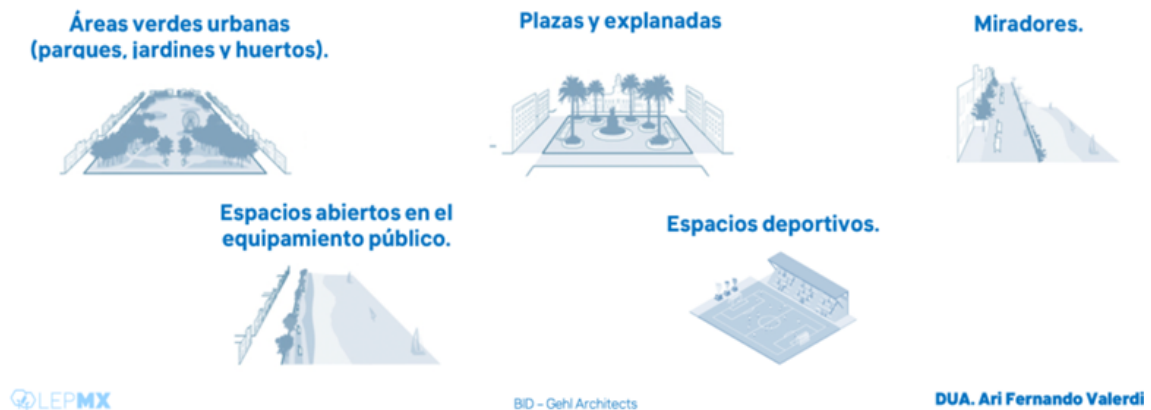 Áreas verdes urbanas
(parques, jardines y huertos).
Plazas y explanadas
Miradores.
Espacios abiertos en el
equipamiento público.
Espacios deportivos.
LEPMX
BID – Gehl Architects
DUA. Ari Fernando Valerdi